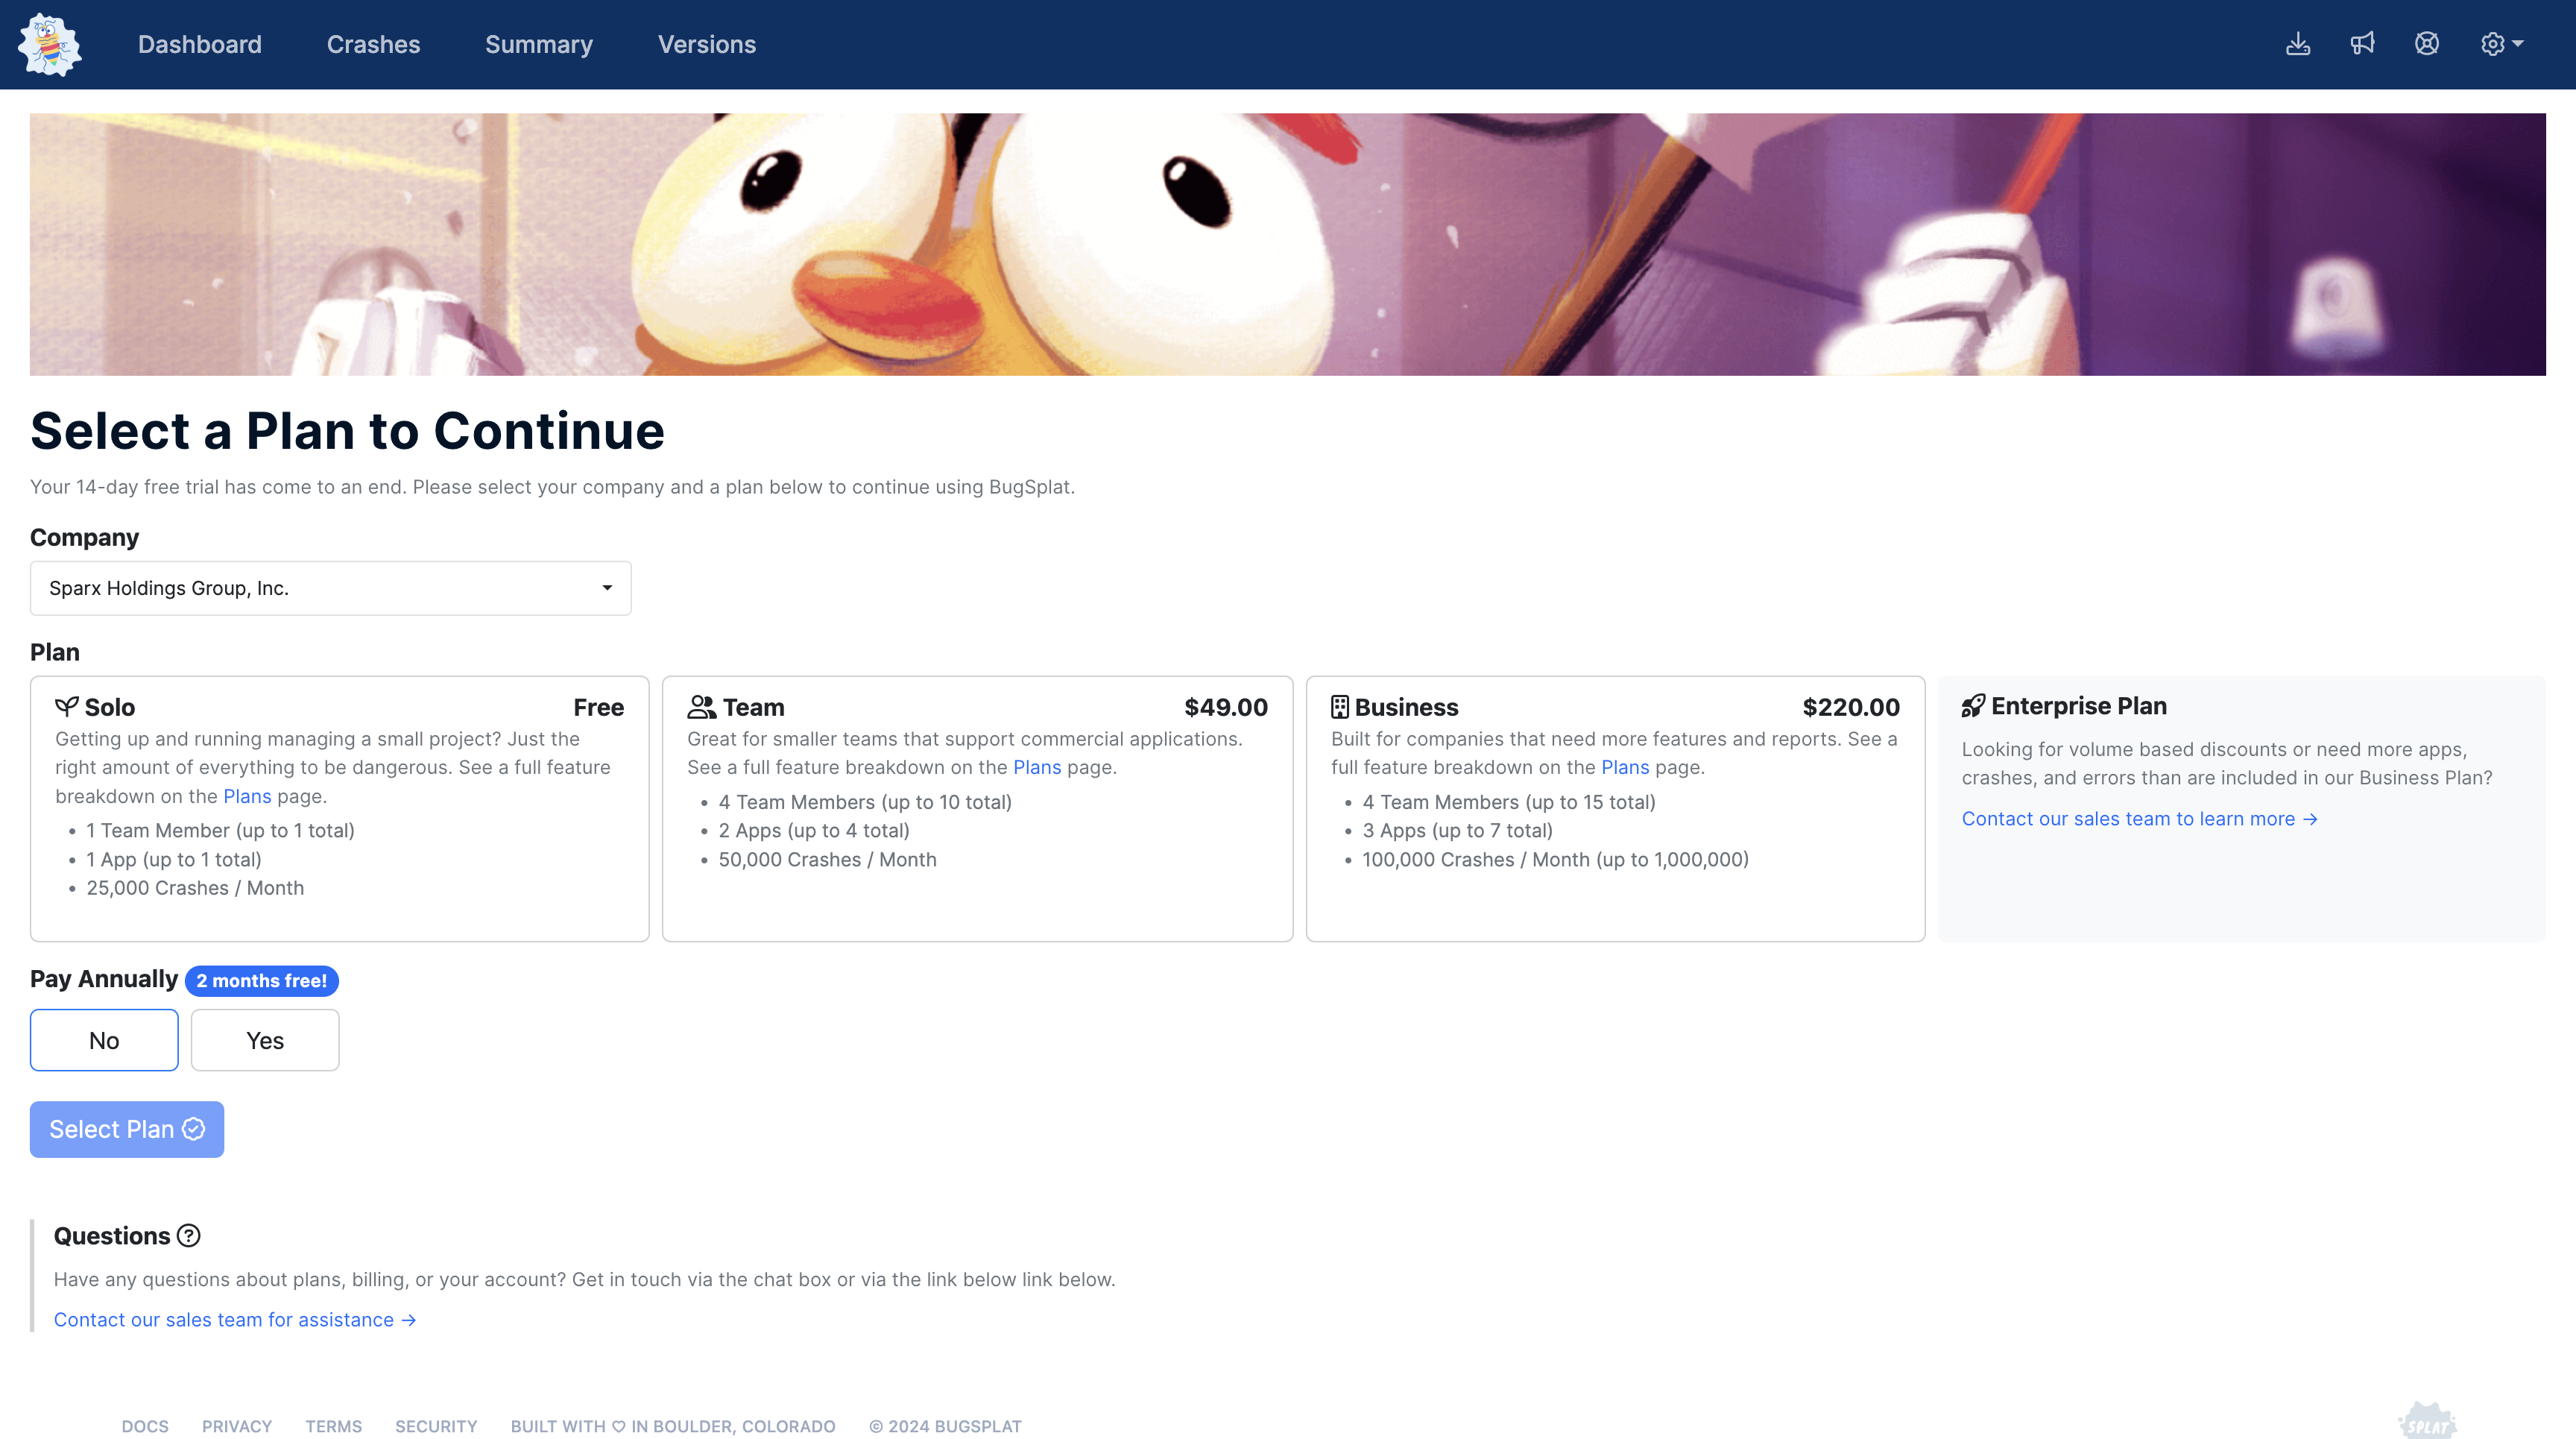 Dashboard Crashes Summary Versions
Select a Plan to Continue
Your 14-day free trial has come to an end. Please select your company and a plan below to continue using BugSplat.
Company
Sparx Holdings Group, Inc.
Plan
Solo Free
Getting up and running managing a small project? Just the
right amount of everything to be dangerous. See a full feature
breakdown on the Plans page.
• 1 Team Member (up to 1 total)
• 1 App (up to 1 total)
• 25,000 Crashes / Month
Team $49.00
Great for smaller teams that support commercial applications.
See a full feature breakdown on the Plans page.
• 4 Team Members (up to 10 total)
• 2 Apps (up to 4 total)
• 50,000 Crashes / Month
Business $220.00
Built for companies that need more features and reports. See a
full feature breakdown on the Plans page.
• 4 Team Members (up to 15 total)
• 3 Apps (up to 7 total)
• 100,000 Crashes / Month (up to 1,000,000)
Enterprise Plan
Looking for volume based discounts or need more apps,
crashes, and errors than are included in our Business Plan?
Contact our sales team to learn more →
Pay Annually 2 months free!
No Yes
Select Plan
Questions
Have any questions about plans, billing, or your account? Get in touch via the chat box or via the link below link below.
Contact our sales team for assistance →
DOCS PRIVACY TERMS SECURITY BUILT WITH ♡ IN BOULDER, COLORADO © 2024 BUGSPLAT
SPLAT